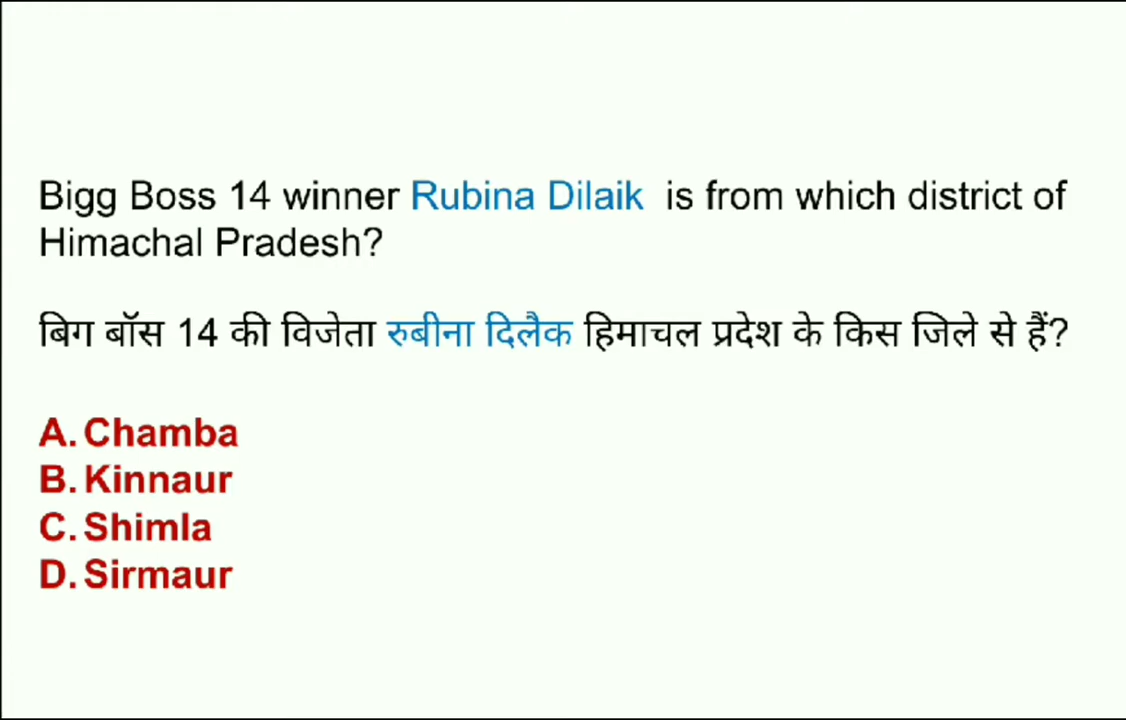 Bigg Boss 14 winner Rubina Dilaik is from which district of
Himachal Pradesh?
बिग बॉस 14 की विजेता रुबीना दिलैक हिमाचल प्रदेश के किस जिले से हैं?
A. Chamba
B. Kinnaur
C. Shimla
D. Sirmaur